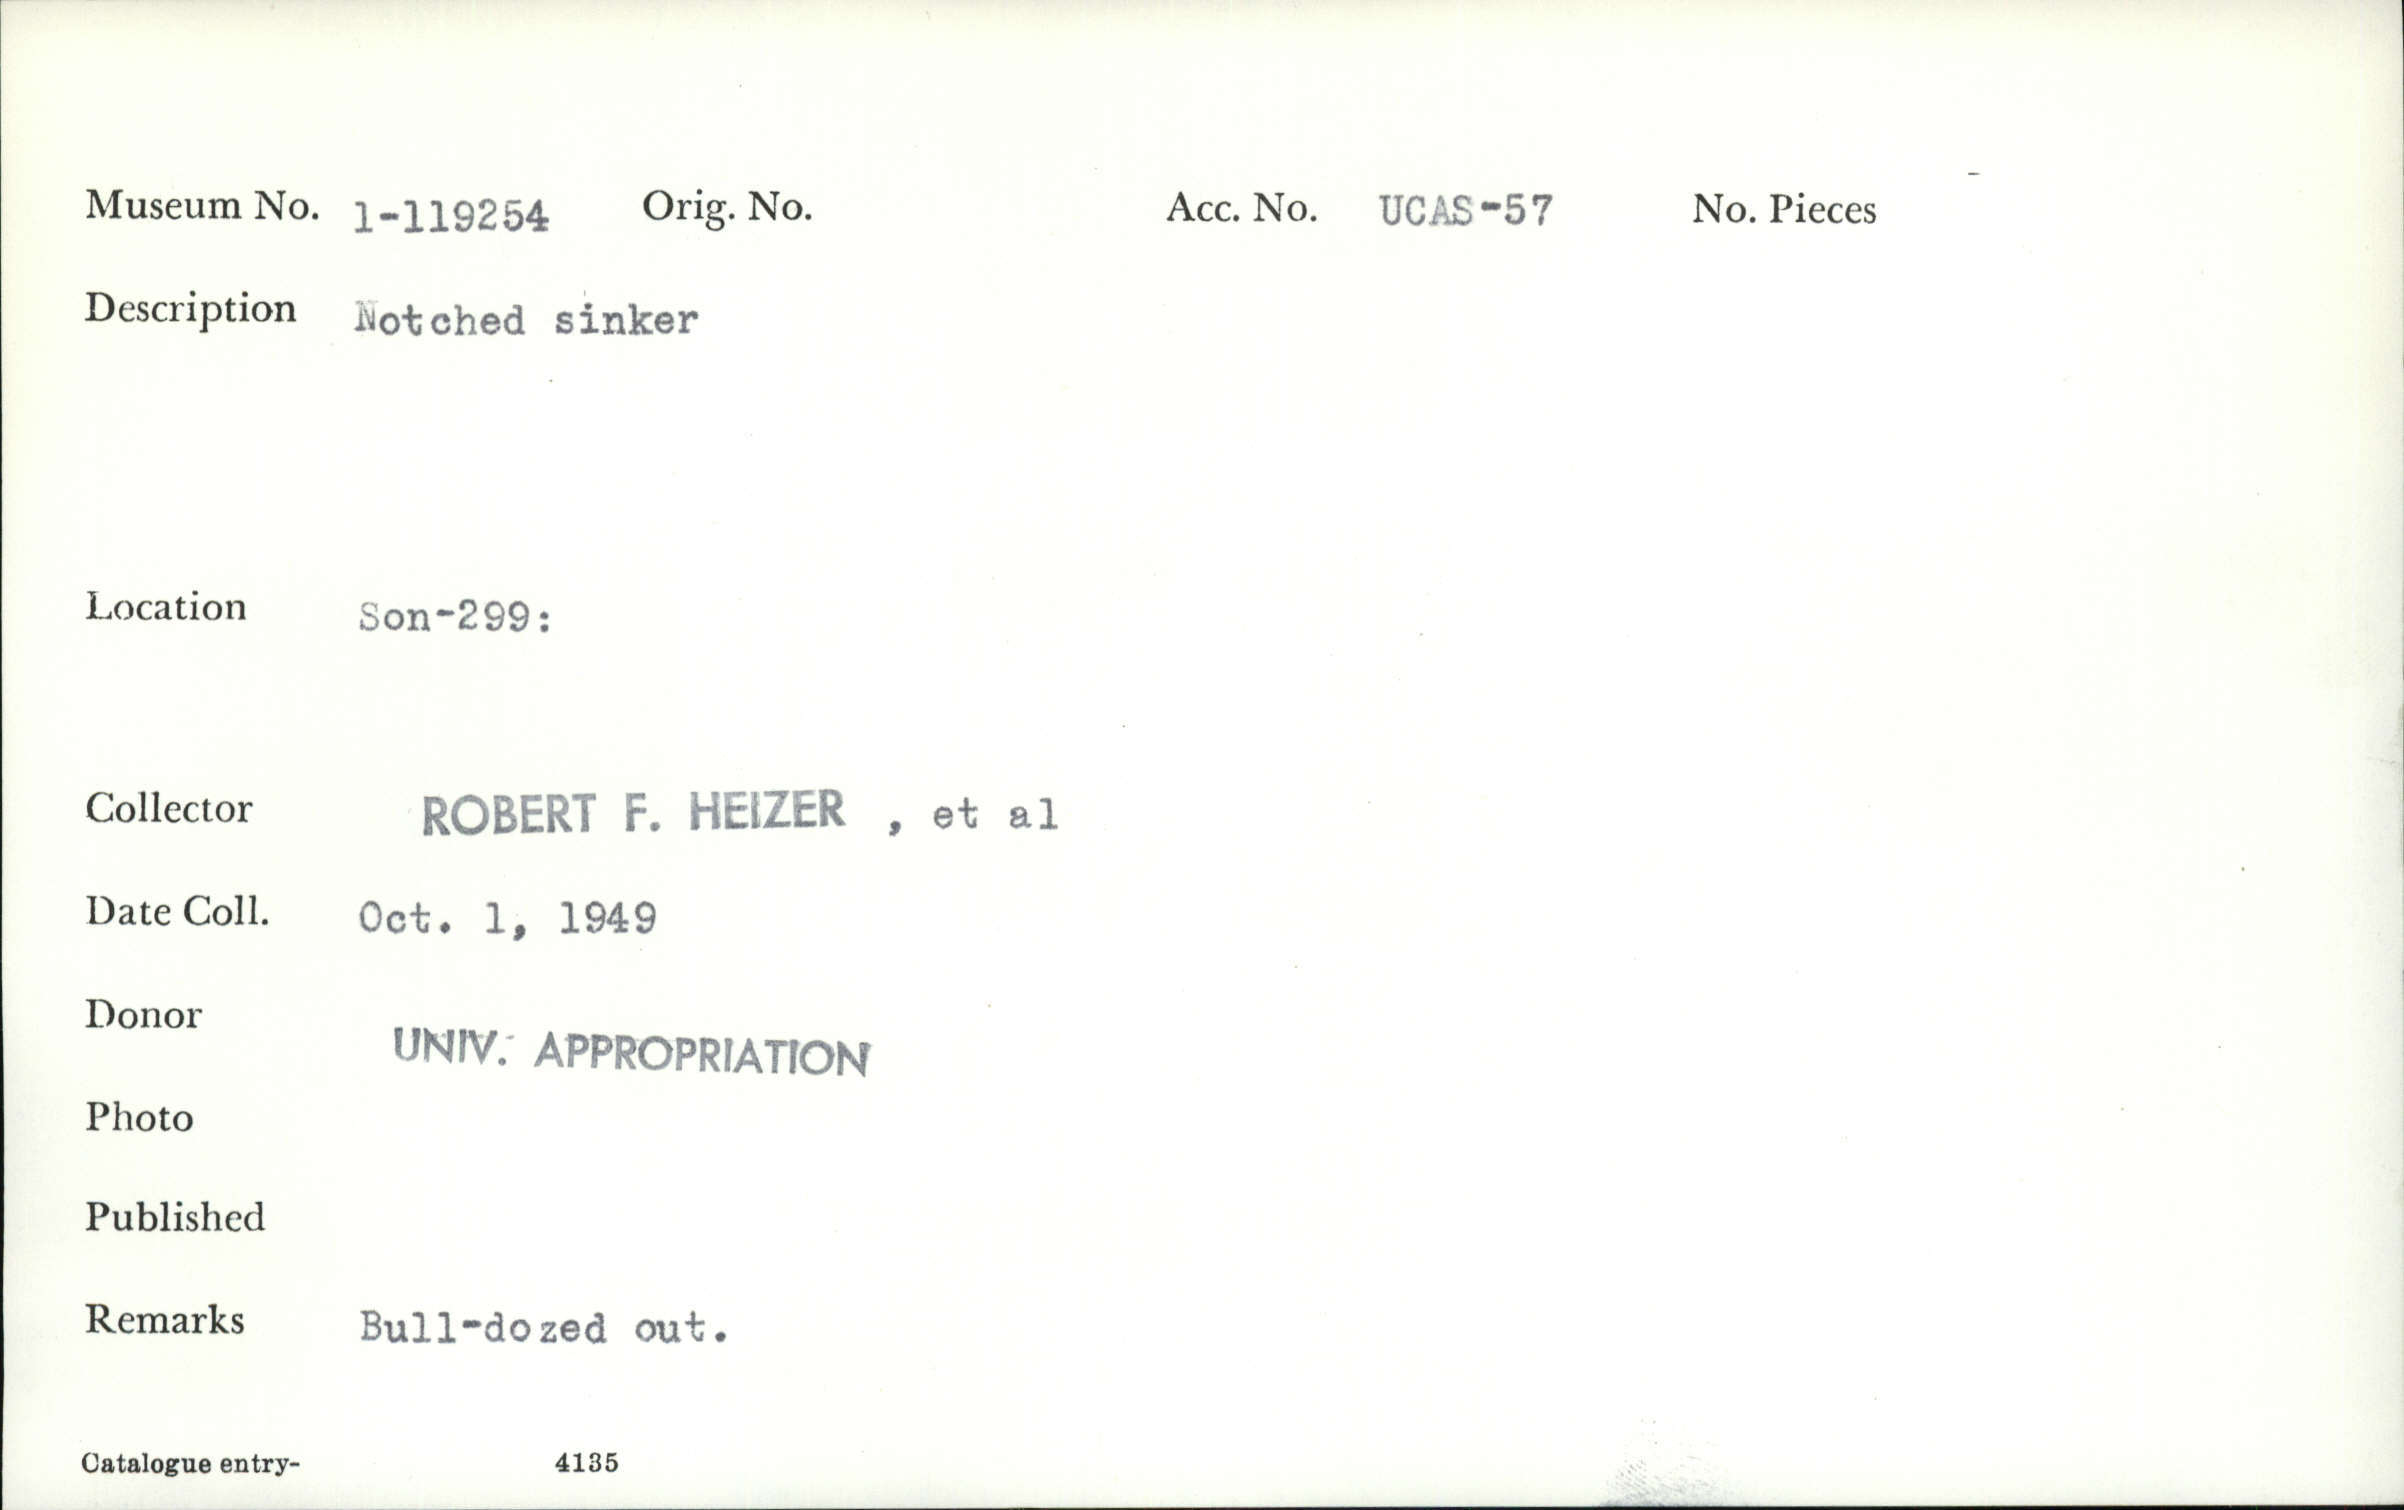 Museum No. 1-119254 Orig. No. Acc. No. UCAS-57 No. Pieces
Description Notched sinker
Location Son-299:
Collector ROBERT F. HEIZER , et al
Date Coll. Oct. 1, 1949
Donor
UNIV. APPROPRIATION
Photo
Published
Remarks Bull-dozed out.
Catalogue entry- 4135